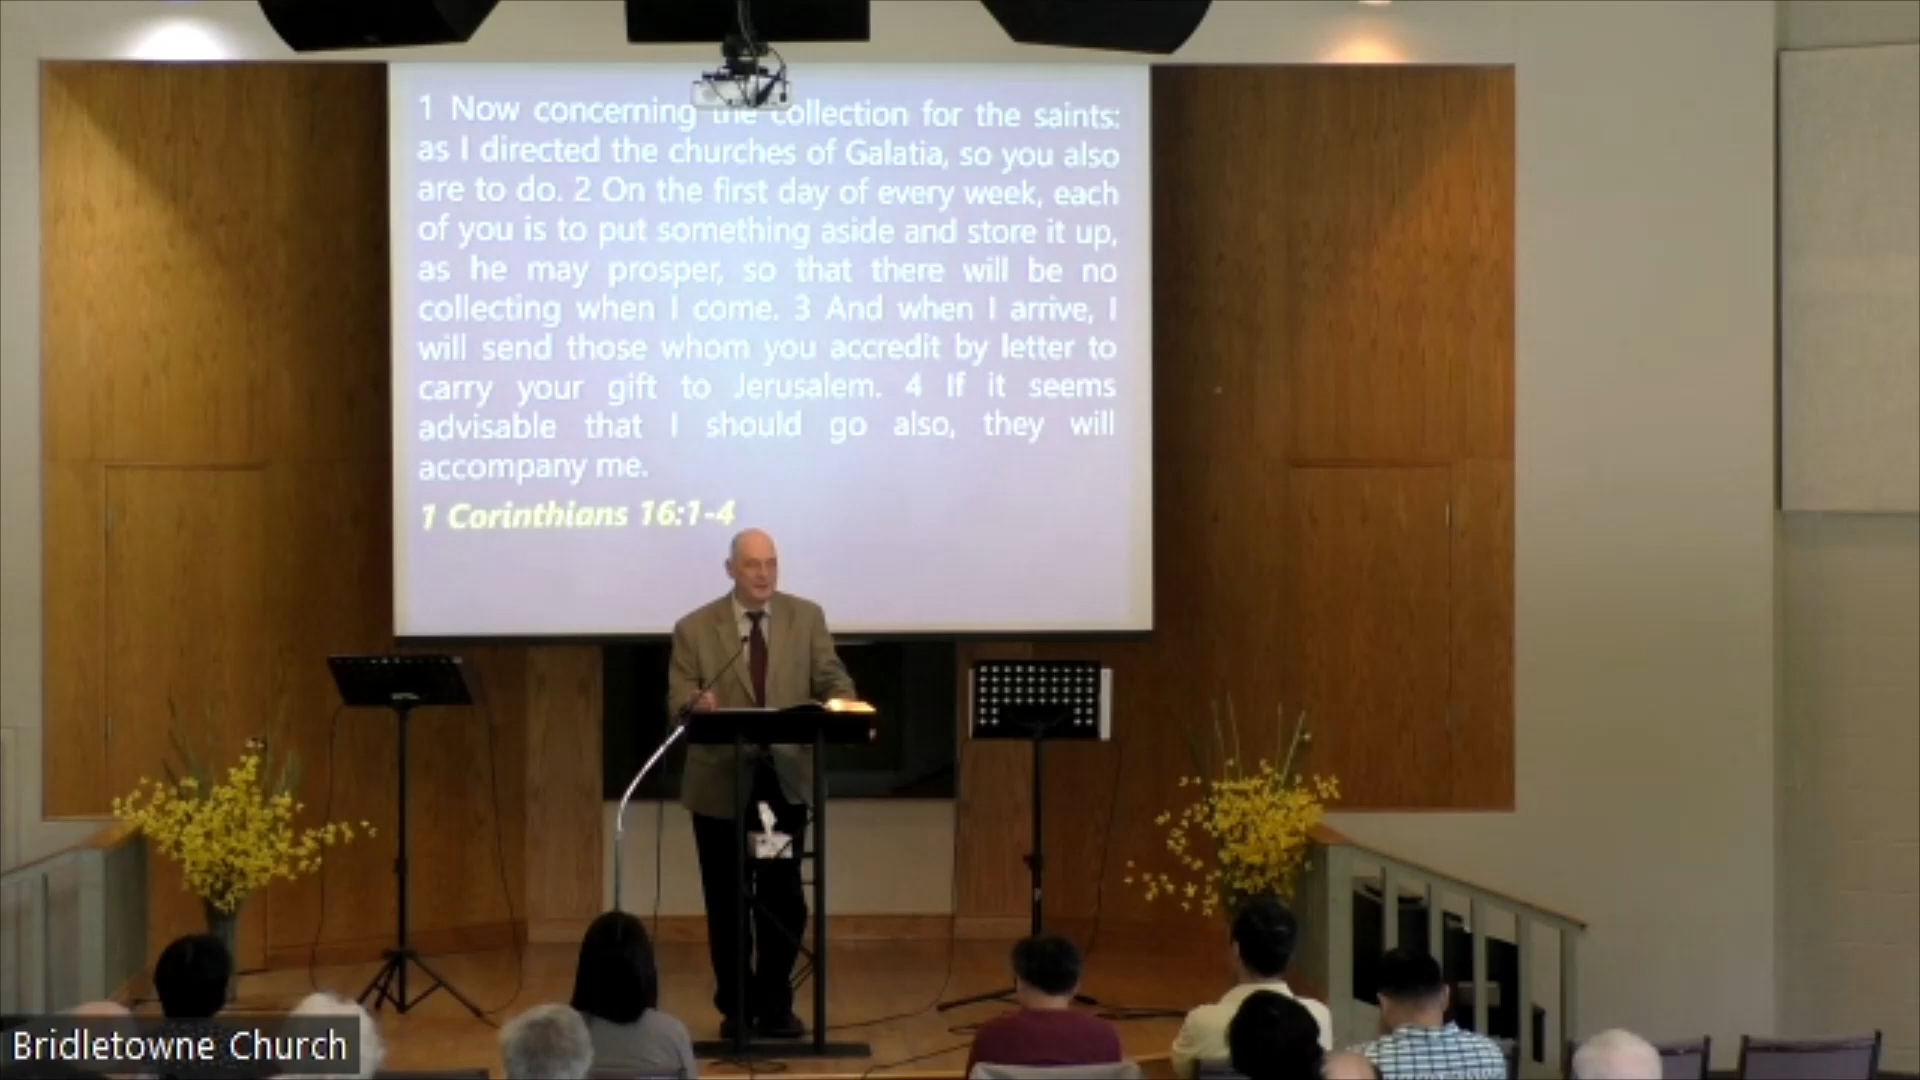 1 Now concerning the collection for the saints:
as I directed the churches of Galatia, so you also
are to do. 2 On the first day of every week, each
of you is to put something aside and store it up,
as he may prosper, so that there will be no
collecting when I come. 3 And when I arrive, I
will send those whom you accredit by letter to
carry your gift to Jerusalem. 4 If it seems
advisable that I should go also, they will
accompany me.
1 Corinthians 16:1-4
Bridletowne Church